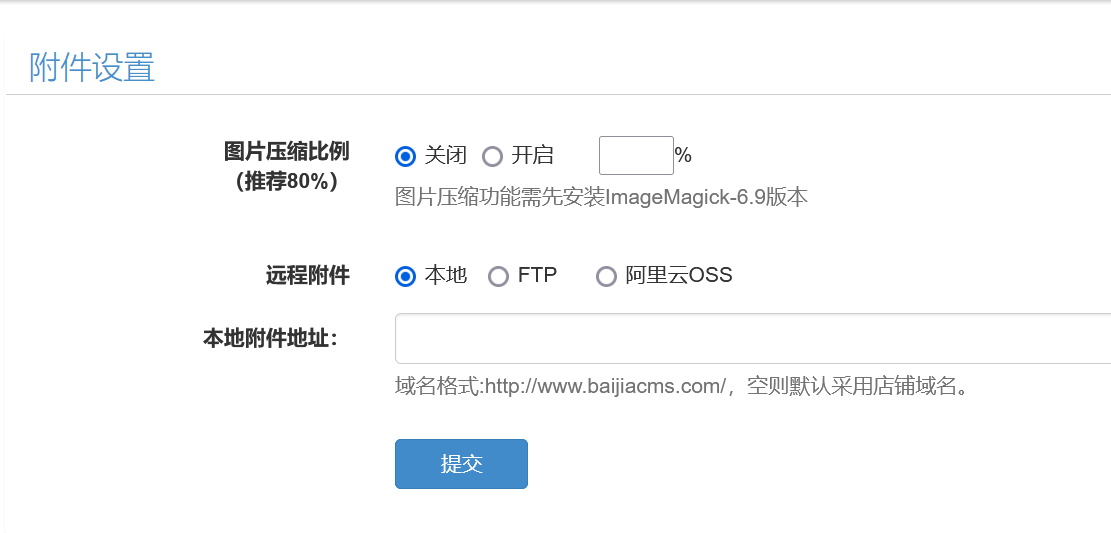 附件设置
图片压缩比例 关闭 开启 %
（推荐80%）
图片压缩功能需先安装ImageMagick-6.9版本
远程附件 本地 FTP 阿里云OSS
本地附件地址：
域名格式:http://www.baijiacms.com/，空则默认采用店铺域名。
提交